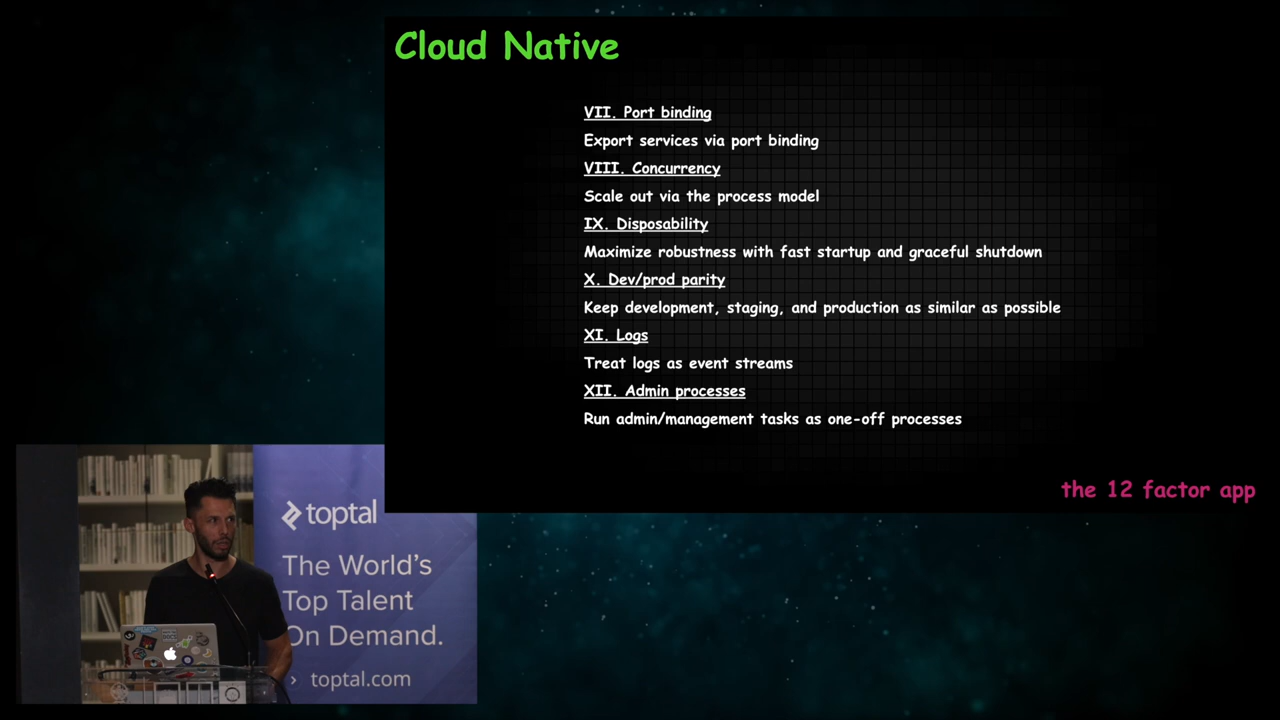 Cloud Native
VII. Port binding
Export services via port binding
VIII. Concurrency
Scale out via the process model
IX. Disposability
Maximize robustness with fast startup and graceful shutdown
X. Dev/prod parity
Keep development, staging, and production as similar as possible
XI. Logs
Treat logs as event streams
XII. Admin processes
Run admin/management tasks as one-off processes
the 12 factor app
toptal
The World's
Top Talent
On Demand.
> toptal.com